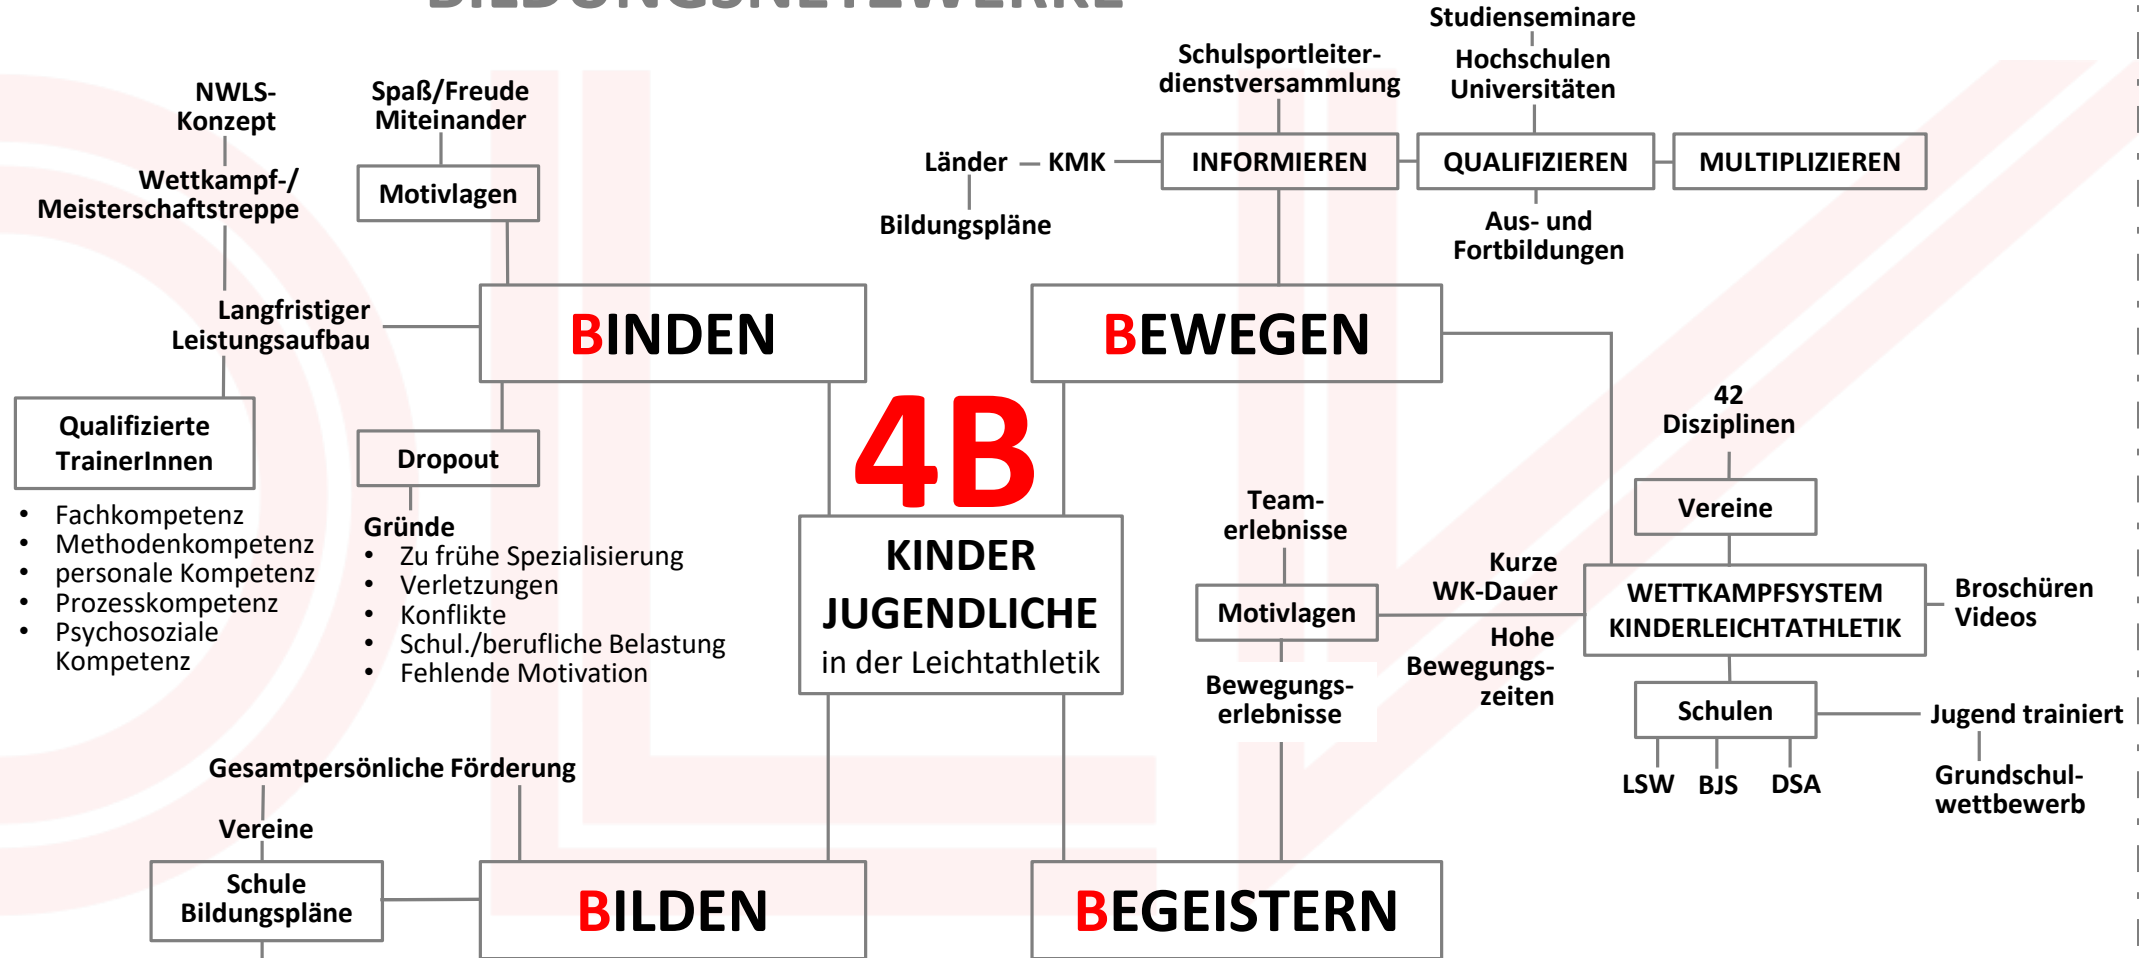 BILDUNGSNETZWERKE
NWLS-
Konzept
Wettkampf-/
Meisterschaftstreppe
Langfristiger
Leistungsaufbau
Qualifizierte
TrainerInnen
• Fachkompetenz
• Methodenkompetenz
• personale Kompetenz
• Prozesskompetenz
• Psychosoziale
Kompetenz
Spaß/Freude
Miteinander
Motivlagen
BINDEN
Dropout
Gründe
• Zu frühe Spezialisierung
• Verletzungen
• Konflikte
• Schul./berufliche Belastung
• Fehlende Motivation
4B
KINDER
JUGENDLICHE
in der Leichtathletik
Studienseminare
Hochschulen
Universitäten
Schulsportleiter-
dienstversammlung
Länder
KMK
INFORMIEREN
QUALIFIZIEREN
MULTIPLIZIEREN
Bildungspläne
Aus- und
Fortbildungen
BEWEGEN
42
Disziplinen
Vereine
Team-
erlebnisse
Motivlagen
Bewegungs-
erlebnisse
Kurze
WK-Dauer
Hohe
Bewegungs-
zeiten
WETTKAMPFSYSTEM
KINDERLEICHTATHLETIK
Broschüren
Videos
Schulen
Jugend trainiert
LSW
BJS
DSA
Grundschul-
wettbewerb
Gesamtpersönliche Förderung
Vereine
Schule
Bildungspläne
BILDEN
BEGEISTERN